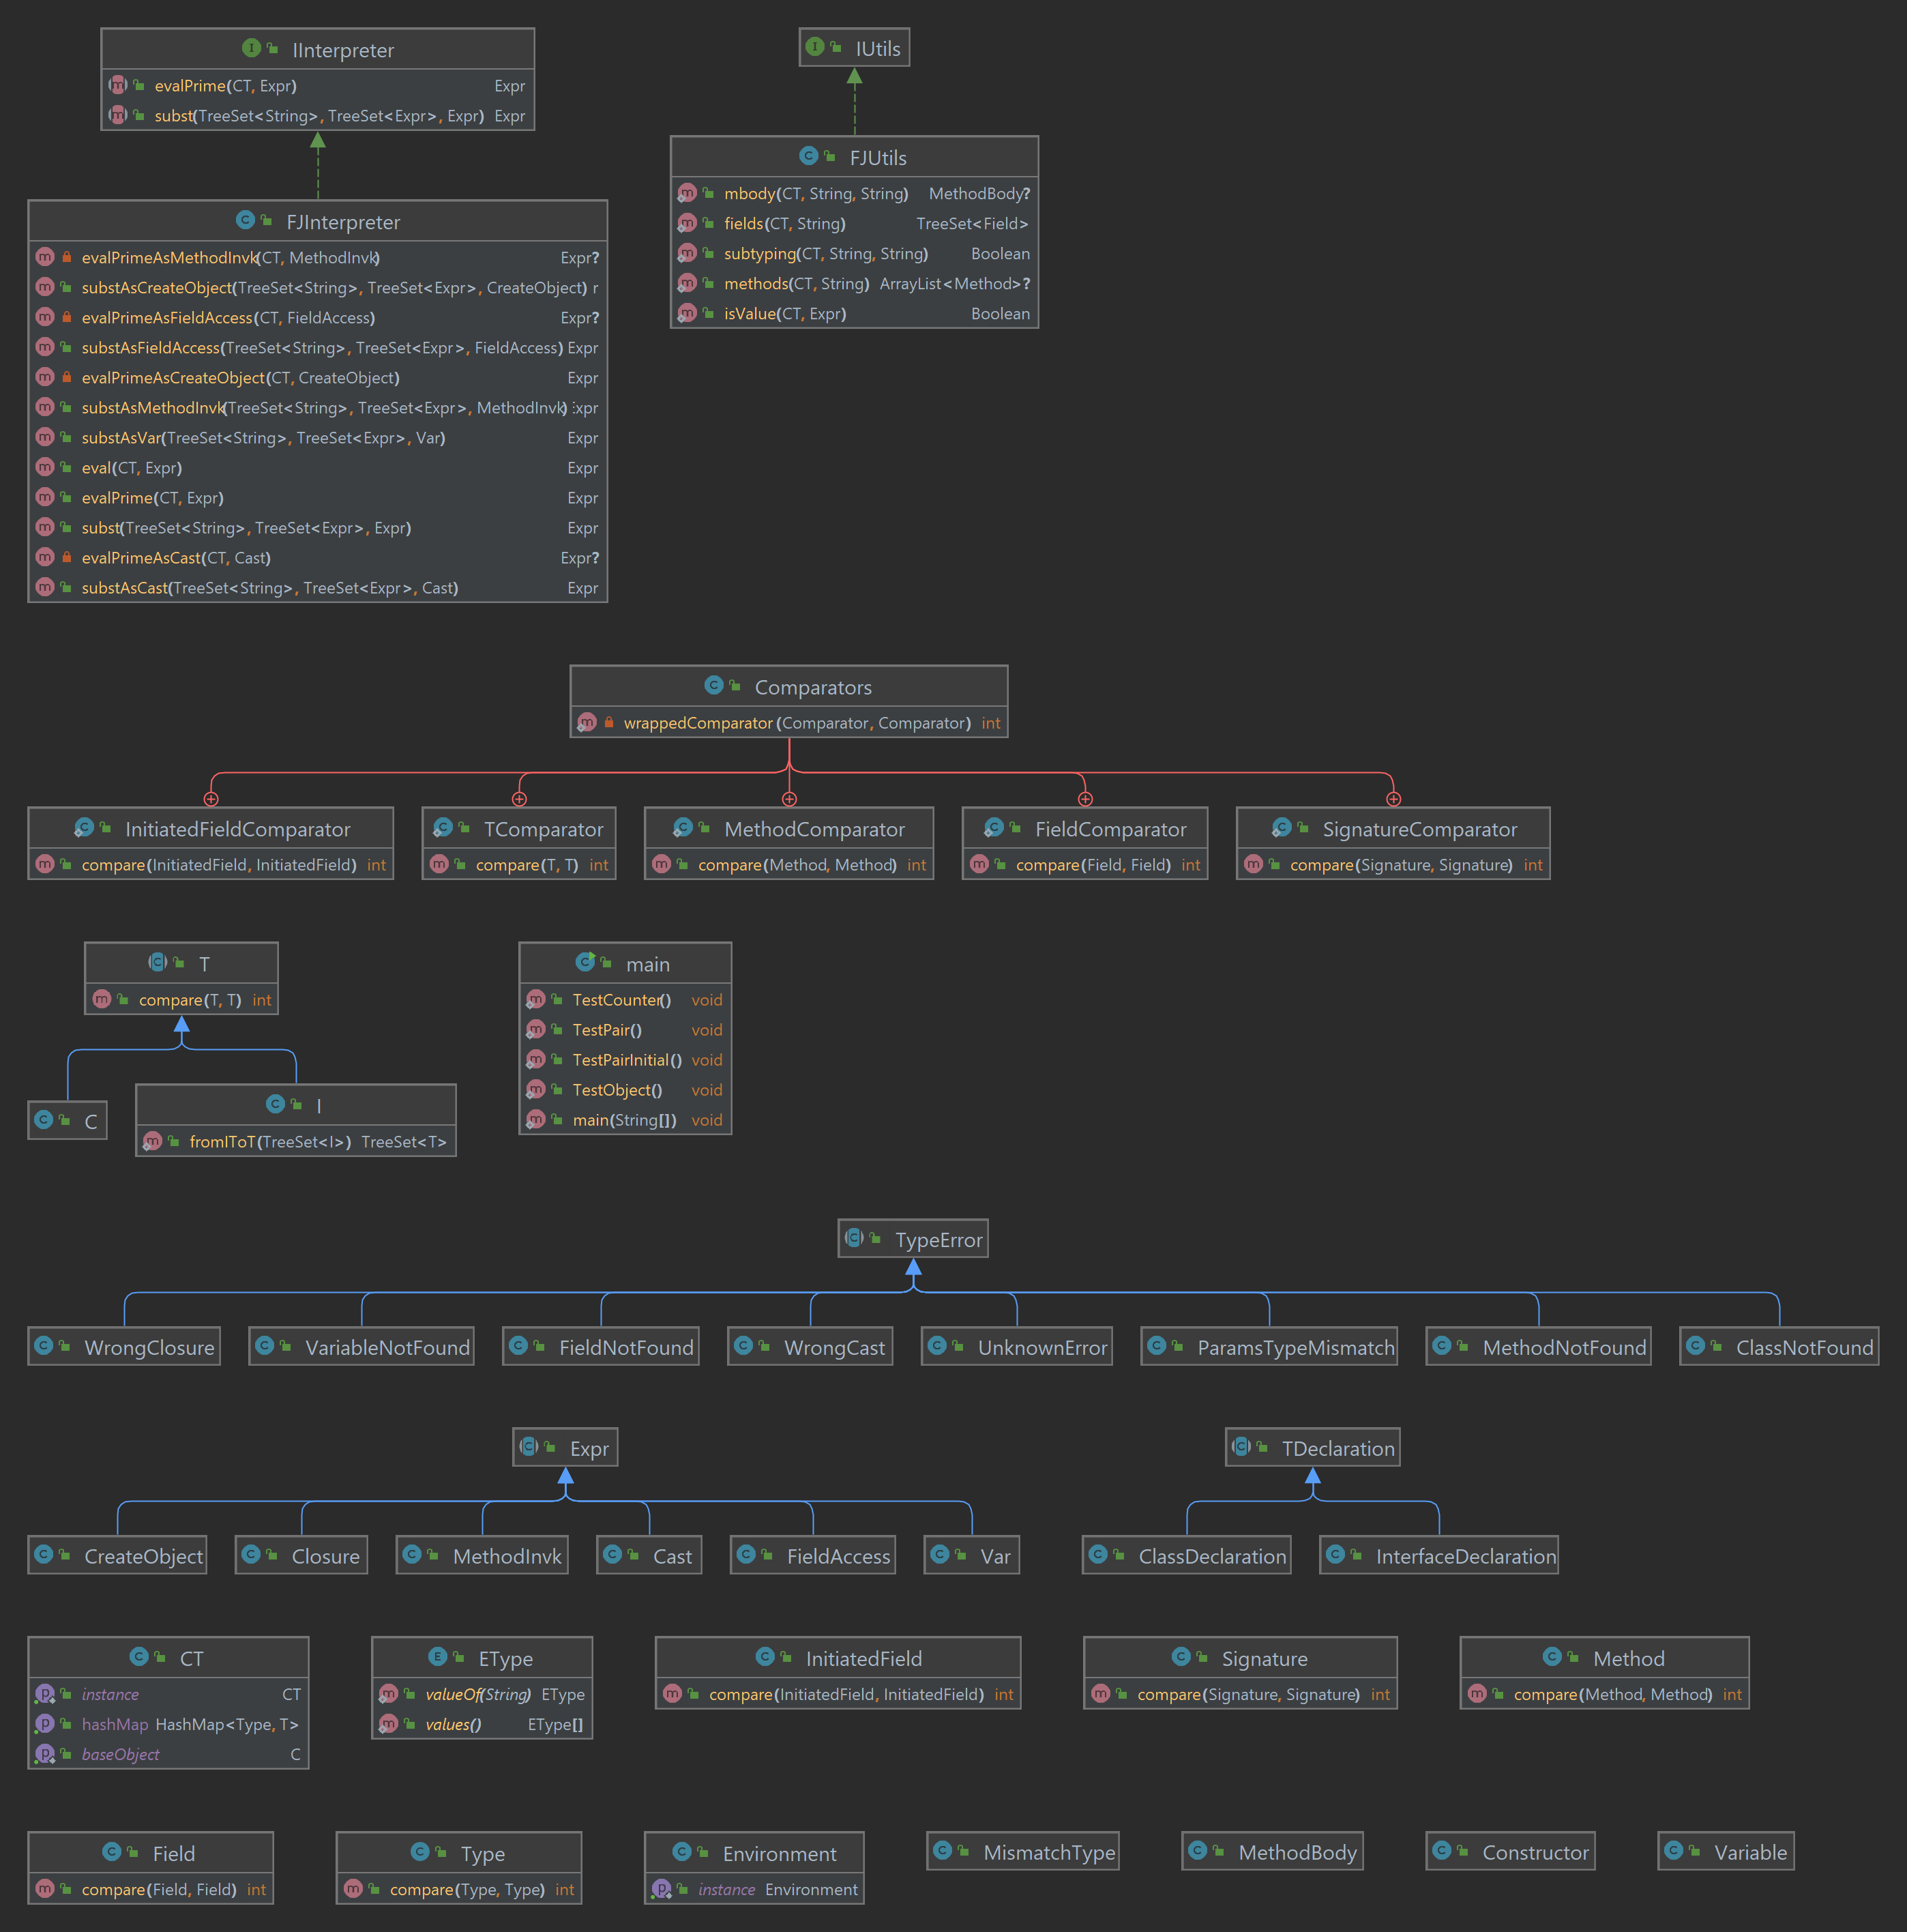 IInterpreter
evalPrime(CT, Expr) Expr
subst(TreeSet<String>, TreeSet<Expr>, Expr) Expr
IUtils
FJUtils
mbody(CT, String, String) MethodBody?
fields(CT, String) TreeSet<Field>
subtyping(CT, String, String) Boolean
methods(CT, String) ArrayList<Method>?
isValue(CT, Expr) Boolean
FJInterpreter
evalPrimeAsMethodInvk(CT, MethodInvk) Expr?
substAsCreateObject(TreeSet<String>, TreeSet<Expr>, CreateObject) r
evalPrimeAsFieldAccess(CT, FieldAccess) Expr?
substAsFieldAccess(TreeSet<String>, TreeSet<Expr>, FieldAccess) Expr
evalPrimeAsCreateObject(CT, CreateObject) Expr
substAsMethodInvk(TreeSet<String>, TreeSet<Expr>, MethodInvk) xpr
substAsVar(TreeSet<String>, TreeSet<Expr>, Var) Expr
eval(CT, Expr) Expr
evalPrime(CT, Expr) Expr
subst(TreeSet<String>, TreeSet<Expr>, Expr) Expr
evalPrimeAsCast(CT, Cast) Expr?
substAsCast(TreeSet<String>, TreeSet<Expr>, Cast) Expr
Comparators
wrappedComparator(Comparator, Comparator) int
InitiatedFieldComparator
compare(InitiatedField, InitiatedField) int
TComparator
compare(T, T) int
MethodComparator
compare(Method, Method) int
FieldComparator
compare(Field, Field) int
SignatureComparator
compare(Signature, Signature) int
T
compare(T, T) int
C
I
fromIToT(TreeSet<I>) TreeSet<T>
main
TestCounter() void
TestPair() void
TestPairInitial() void
TestObject() void
main(String[]) void
TypeError
WrongClosure
VariableNotFound
FieldNotFound
WrongCast
UnknownError
ParamsTypeMismatch
MethodNotFound
ClassNotFound
Expr
CreateObject
Closure
MethodInvk
Cast
FieldAccess
Var
TDeclaration
ClassDeclaration
InterfaceDeclaration
CT
instance CT
hashMap HashMap<Type, T>
baseObject C
EType
valueOf(String) EType
values() EType[]
InitiatedField
compare(InitiatedField, InitiatedField) int
Signature
compare(Signature, Signature) int
Method
compare(Method, Method) int
Field
compare(Field, Field) int
Type
compare(Type, Type) int
Environment
instance Environment
MismatchType
MethodBody
Constructor
Variable